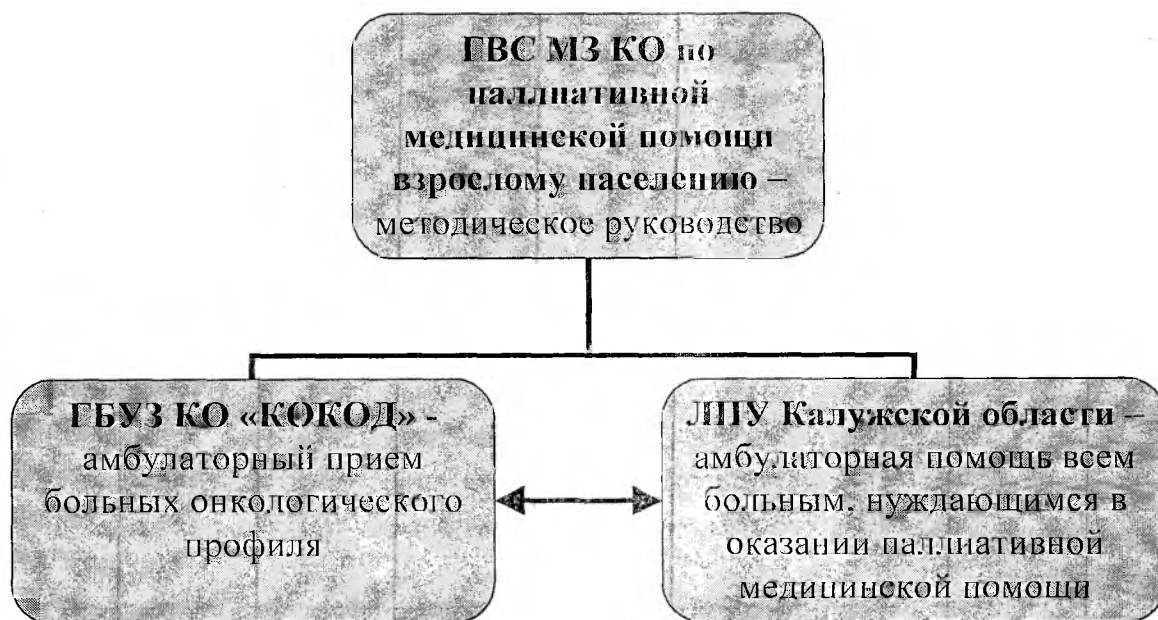 ГВС МЗ КО по
паллиативной
медицинской помощи
взрослому населению –
методическое руководство
ГБУЗ КО «КОКОД» -
амбулаторный прием
больных онкологического
профиля
ЛПУ Калужской области –
амбулаторная помощь всем
больным, нуждающимся в
оказании паллиативной
медицинской помощи